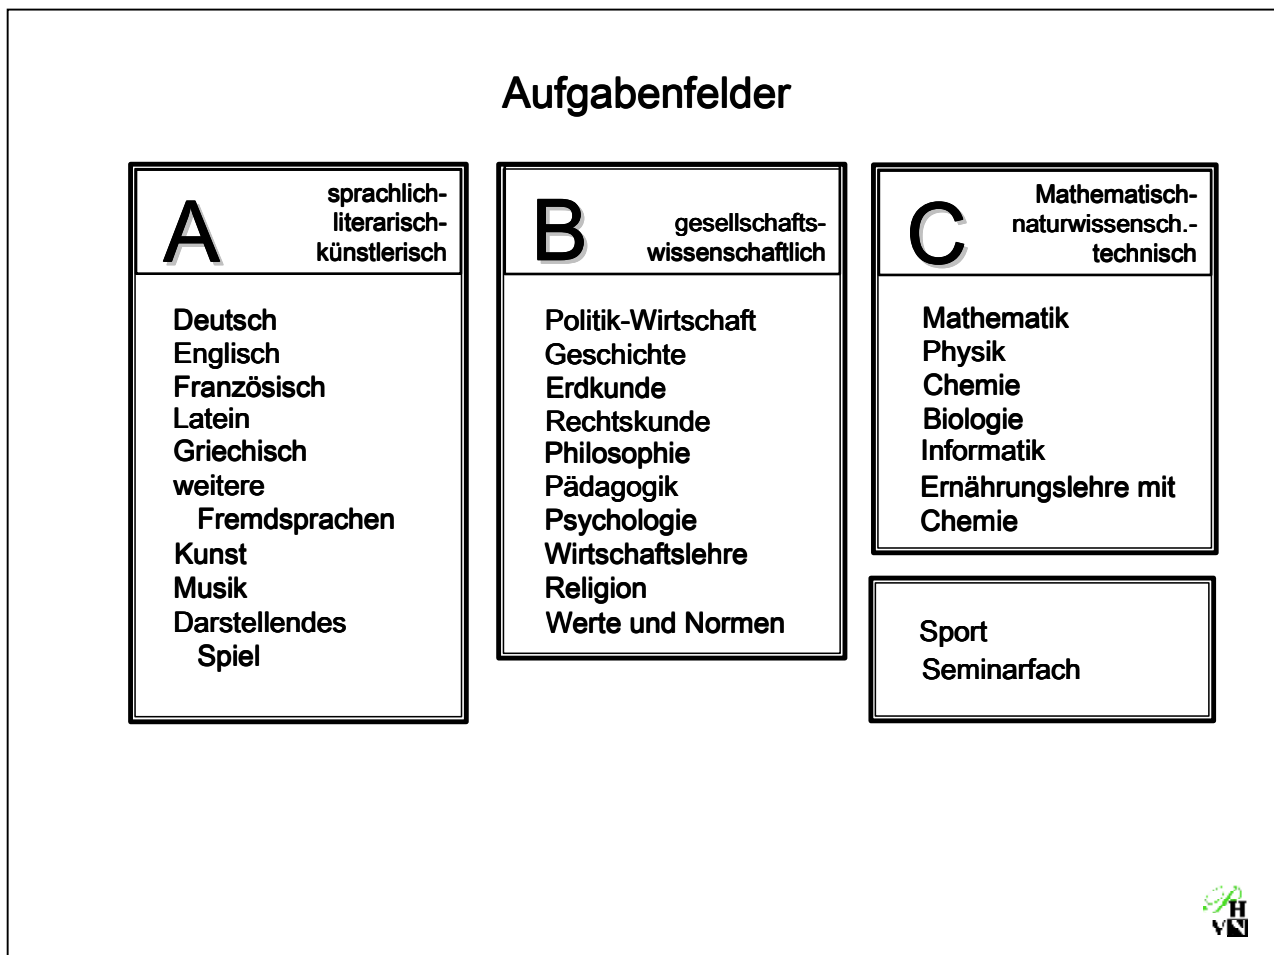 Aufgabenfelder
A
sprachlich-
literarisch-
künstlerisch
Deutsch
Englisch
Französisch
Latein
Griechisch
weitere
Fremdsprachen
Kunst
Musik
Darstellendes
Spiel
B
gesellschafts-
wissenschaftlich
Politik-Wirtschaft
Geschichte
Erdkunde
Rechtskunde
Philosophie
Pädagogik
Psychologie
Wirtschaftslehre
Religion
Werte und Normen
C
Mathematisch-
naturwissensch.-
technisch
Mathematik
Physik
Chemie
Biologie
Informatik
Ernährungslehre mit
Chemie
Sport
Seminarfach
PH
VN